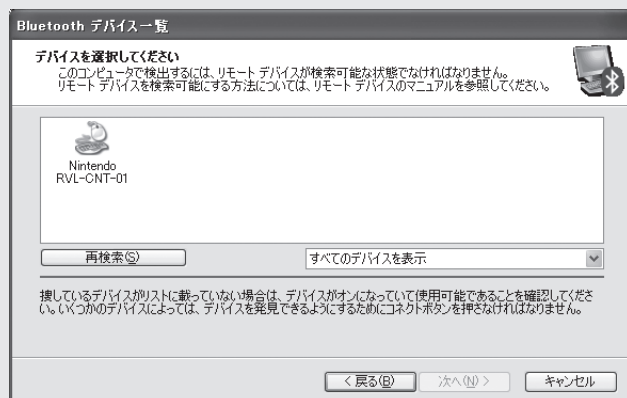 Bluetooth デバイス一覧
デバイスを選択してください
このコンピュータで検出するには、リモート デバイスが検索可能な状態でなければなりません。
リモート デバイスを検索可能にする方法については、リモート デバイスのマニュアルを参照してください。
Nintendo
RVL-CNT-01
再検索(S)
すべてのデバイスを表示
捜しているデバイスがリストに載っていない場合は、デバイスがオンになっていて使用可能であることを確認してくださ
い。いくつかのデバイスによっては、デバイスを発見できるようにするためにコネクトボタンを押さなければなりません。
< 戻る(B)
次へ(N) >
キャンセル